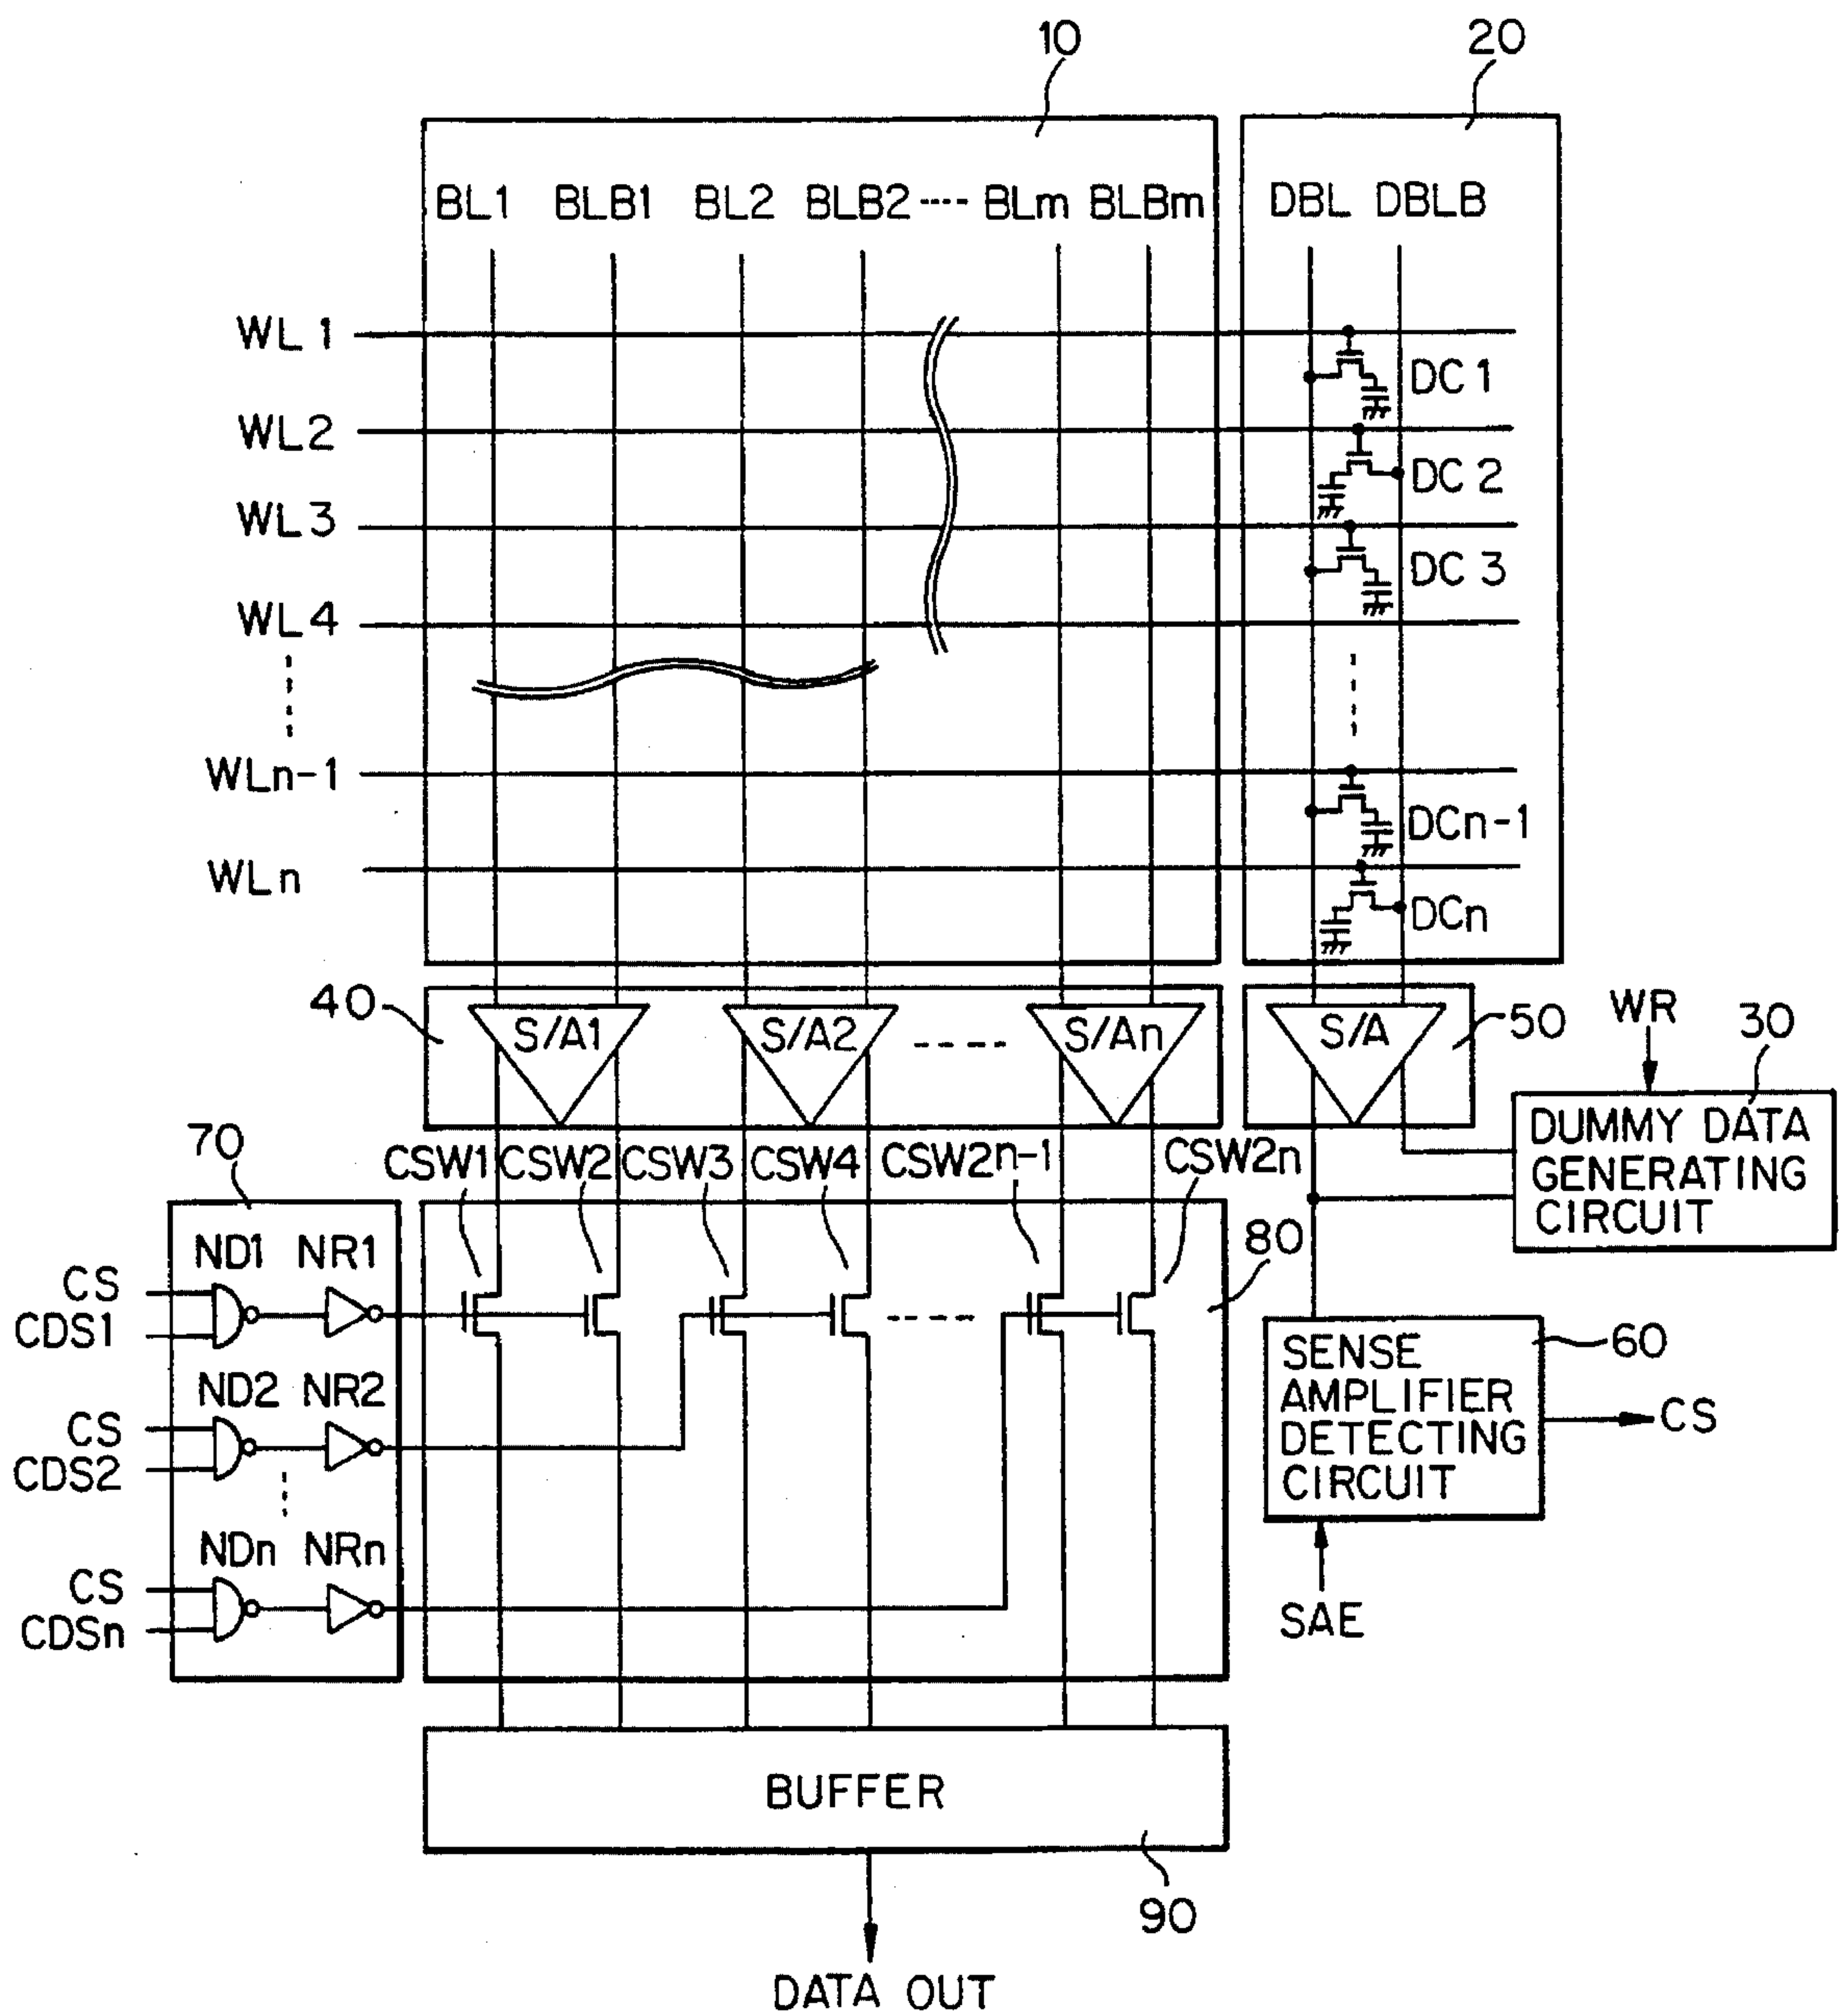 10
20
BL1 BLB1 BL2 BLB2 ---- BLm BLBm
DBL DBLB
WL1
DC1
WL2
DC2
WL3
DC3
WL4
WLn-1
DCn-1
WLn
DCn
40
S/A1
S/A2
S/An
S/A
50
WR
30
DUMMY DATA
GENERATING
CIRCUIT
70
CSW1 CSW2 CSW3 CSW4 CSW2n-1 CSW2n
80
ND1 NR1
CS
CDS1
ND2 NR2
CS
CDS2
NDn NRn
CS
CDSn
SENSE
AMPLIFIER
DETECTING
CIRCUIT
60
CS
SAE
BUFFER
90
DATA OUT